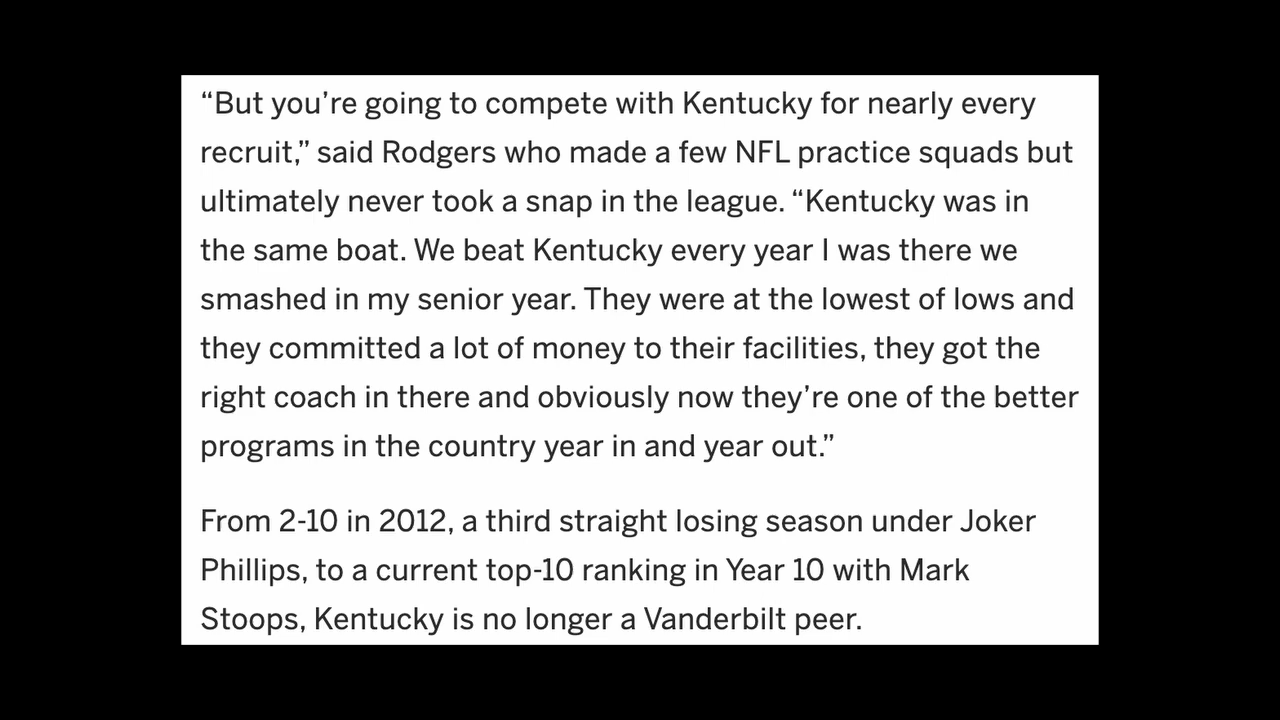 “But you’re going to compete with Kentucky for nearly every
recruit,” said Rodgers who made a few NFL practice squads but
ultimately never took a snap in the league. “Kentucky was in
the same boat. We beat Kentucky every year I was there we
smashed in my senior year. They were at the lowest of lows and
they committed a lot of money to their facilities, they got the
right coach in there and obviously now they’re one of the better
programs in the country year in and year out.”
From 2-10 in 2012, a third straight losing season under Joker
Phillips, to a current top-10 ranking in Year 10 with Mark
Stoops, Kentucky is no longer a Vanderbilt peer.